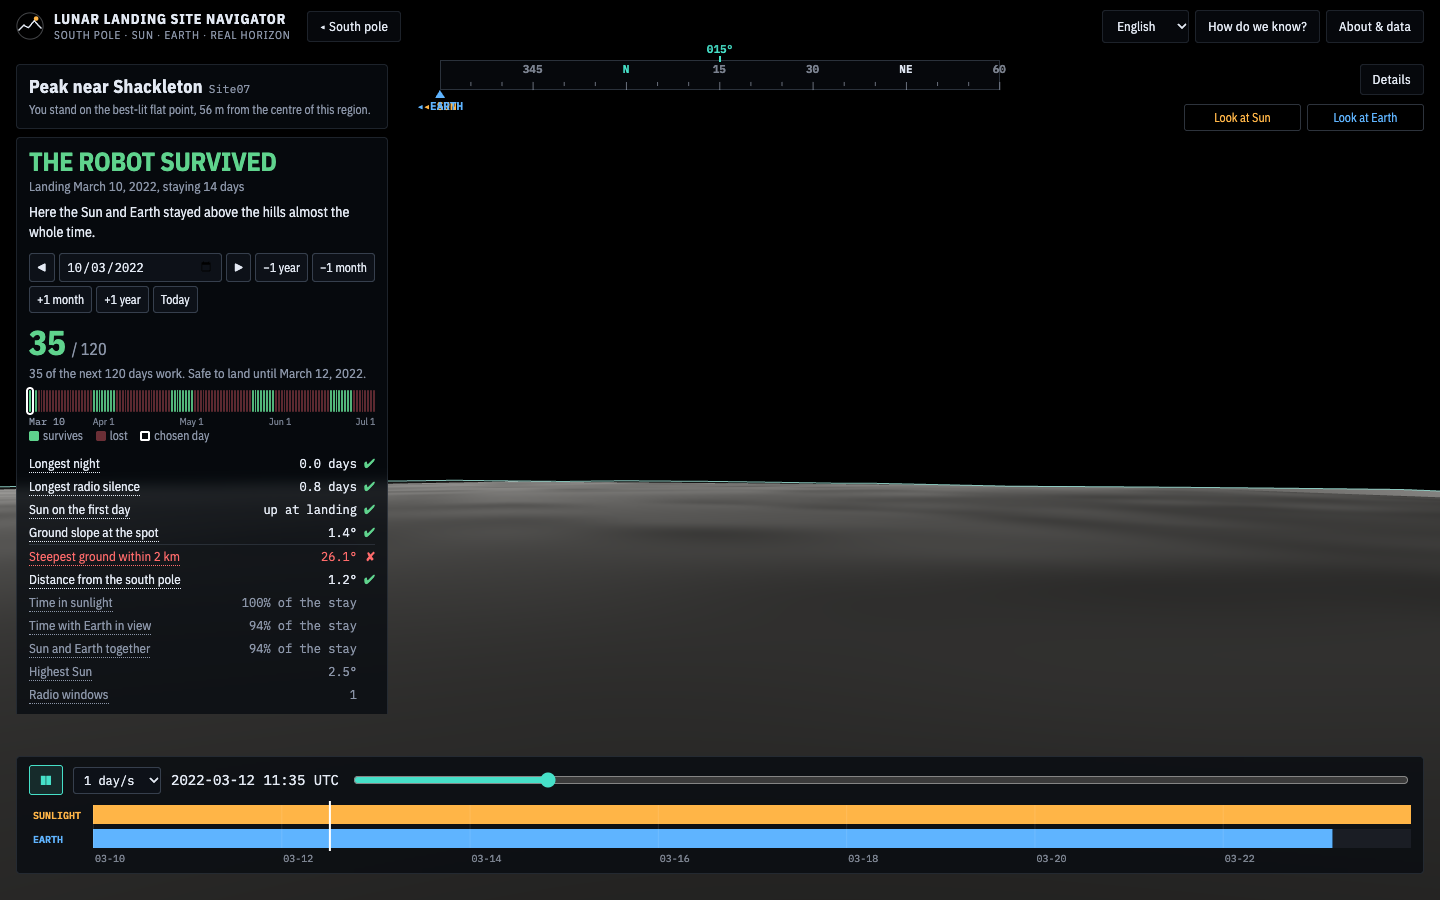 LUNAR LANDING SITE NAVIGATOR
SOUTH POLE · SUN · EARTH · REAL HORIZON
◂ South pole
English
How do we know?
About & data
015°
345 N 15 30 NE 60
Details
Look at Sun
Look at Earth
Peak near Shackleton Site07
You stand on the best-lit flat point, 56 m from the centre of this region.
THE ROBOT SURVIVED
Landing March 10, 2022, staying 14 days
Here the Sun and Earth stayed above the hills almost the
whole time.
◀ 10/03/2022 ▶ −1 year −1 month
+1 month +1 year Today
35 / 120
35 of the next 120 days work. Safe to land until March 12, 2022.
Mar 10 Apr 1 May 1 Jun 1 Jul 1
survives lost chosen day
Longest night 0.0 days ✔
Longest radio silence 0.8 days ✔
Sun on the first day up at landing ✔
Ground slope at the spot 1.4° ✔
Steepest ground within 2 km 26.1° ✘
Distance from the south pole 1.2° ✔
Time in sunlight 100% of the stay
Time with Earth in view 94% of the stay
Sun and Earth together 94% of the stay
Highest Sun 2.5°
Radio windows 1
1 day/s 2022-03-12 11:35 UTC
SUNLIGHT
EARTH
03-10 03-12 03-14 03-16 03-18 03-20 03-22